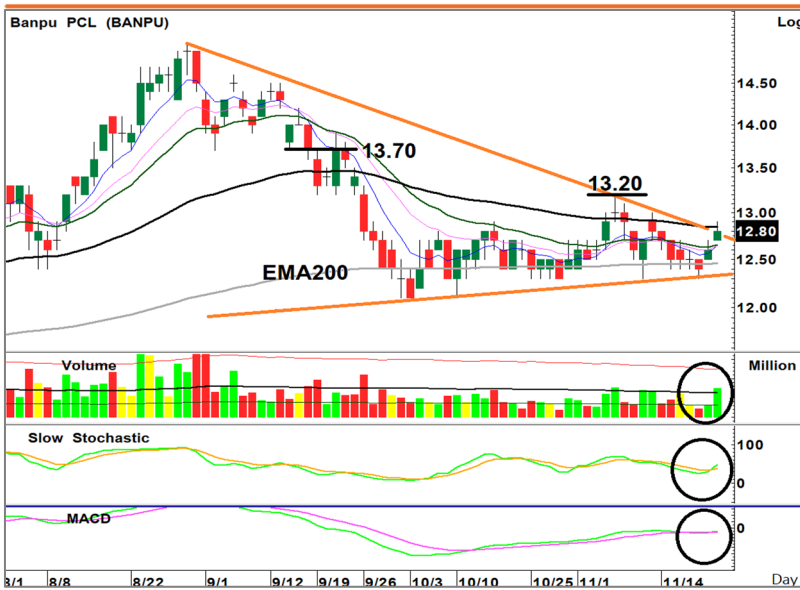 Banpu PCL (BANPU)
Log
14.50
14.00
13.70
13.50
13.20
13.00
12.80
EMA200
12.50
12.00
Volume
Million
Slow Stochastic
100
0
MACD
0
8/1 8/8 8/22 9/1 9/12 9/19 9/26 10/3 10/10 10/25 11/1 11/14 Day